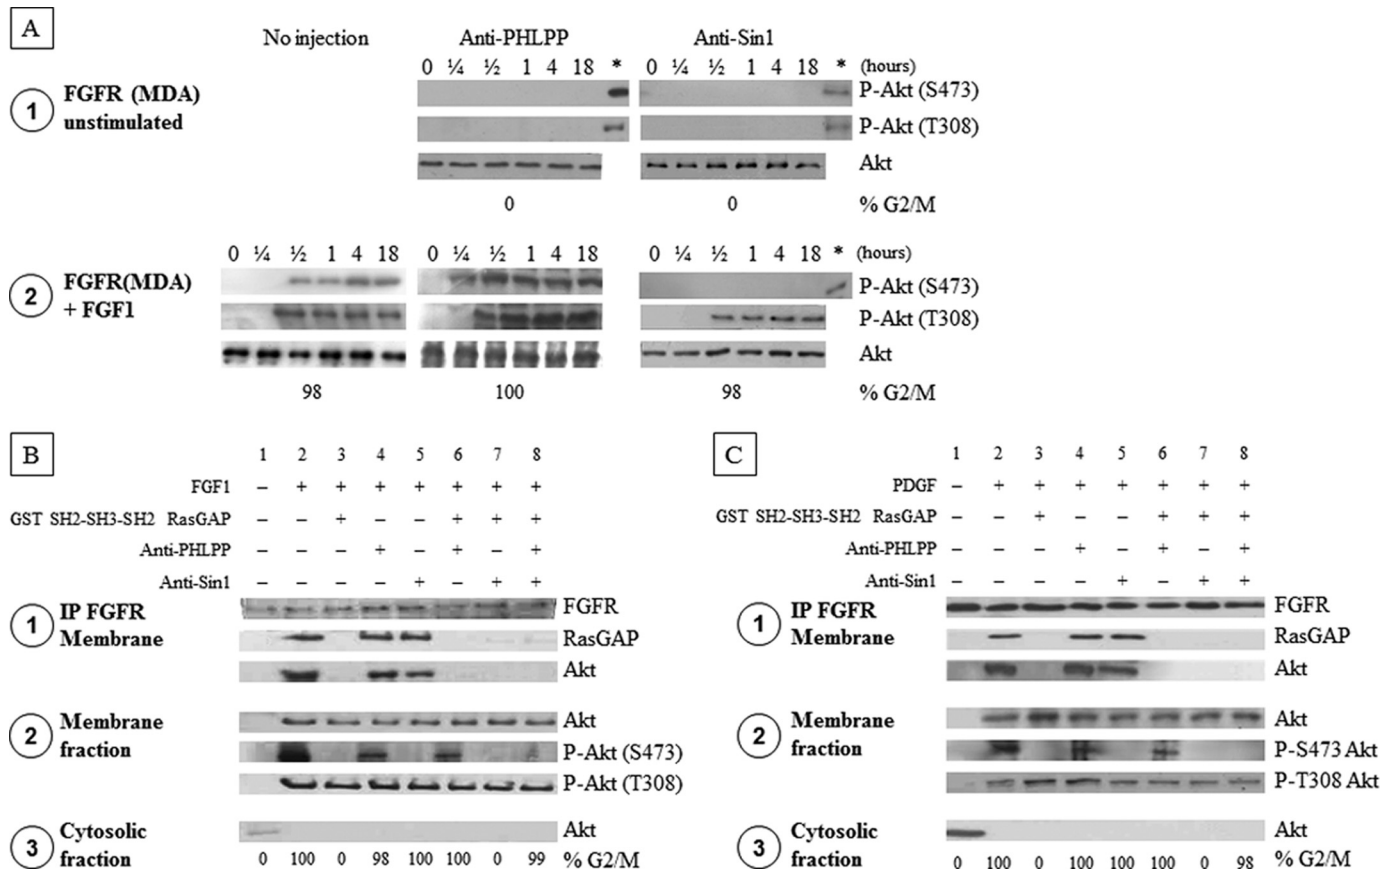 A
No injection Anti-PHLPP Anti-Sin1
0 ¼ ½ 1 4 18 * 0 ¼ ½ 1 4 18 * (hours)
1 FGFR (MDA) unstimulated
P-Akt (S473)
P-Akt (T308)
Akt
0 0 % G2/M
0 ¼ ½ 1 4 18 0 ¼ ½ 1 4 18 0 ¼ ½ 1 4 18 * (hours)
2 FGFR(MDA) + FGF1
P-Akt (S473)
P-Akt (T308)
Akt
98 100 98 % G2/M
B
1 2 3 4 5 6 7 8
FGF1 – + + + + + + +
GST SH2-SH3-SH2 RasGAP – – + – – + + +
Anti-PHLPP – – – + – + – +
Anti-Sin1 – – – – + – + +
1 IP FGFR Membrane
FGFR
RasGAP
Akt
2 Membrane fraction
Akt
P-Akt (S473)
P-Akt (T308)
3 Cytosolic fraction
Akt
0 100 0 98 100 100 0 99 % G2/M
C
1 2 3 4 5 6 7 8
PDGF – + + + + + + +
GST SH2-SH3-SH2 RasGAP – – + – – + + +
Anti-PHLPP – – – + – + – +
Anti-Sin1 – – – – + – + +
1 IP FGFR Membrane
FGFR
RasGAP
Akt
2 Membrane fraction
Akt
P-S473 Akt
P-T308 Akt
3 Cytosolic fraction
Akt
0 100 0 100 100 100 0 98 % G2/M